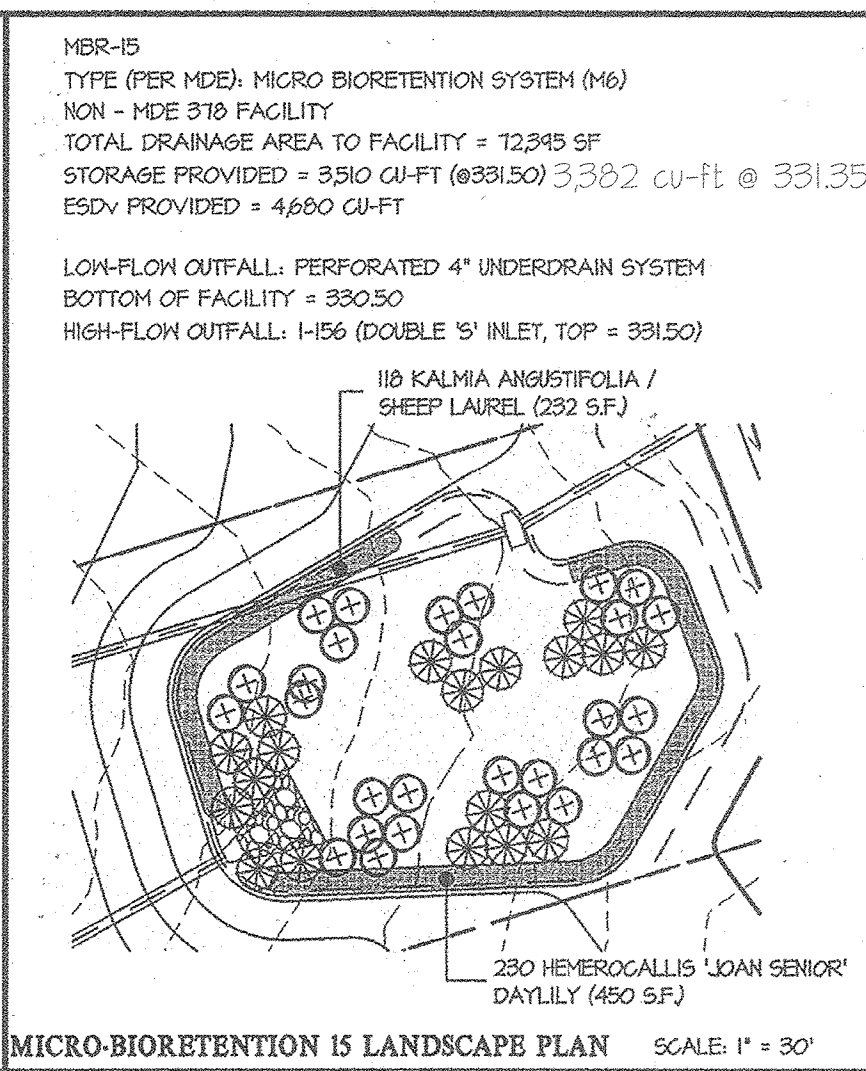 MBR-15
TYPE (PER MDE): MICRO BIORETENTION SYSTEM (M6)
NON - MDE 378 FACILITY
TOTAL DRAINAGE AREA TO FACILITY = 72,395 SF
STORAGE PROVIDED = 3,510 CU-FT (@331.50) 3,382 cu-ft @ 331.35
ESDv PROVIDED = 4,680 CU-FT
LOW-FLOW OUTFALL: PERFORATED 4" UNDERDRAIN SYSTEM
BOTTOM OF FACILITY = 330.50
HIGH-FLOW OUTFALL: I-156 (DOUBLE 'S' INLET, TOP = 331.50)
118 KALMIA ANGUSTIFOLIA /
SHEEP LAUREL (232 S.F.)
230 HEMEROCALLIS 'JOAN SENIOR'
DAYLILY (450 S.F.)
MICRO-BIORETENTION 15 LANDSCAPE PLAN SCALE: 1" = 30'